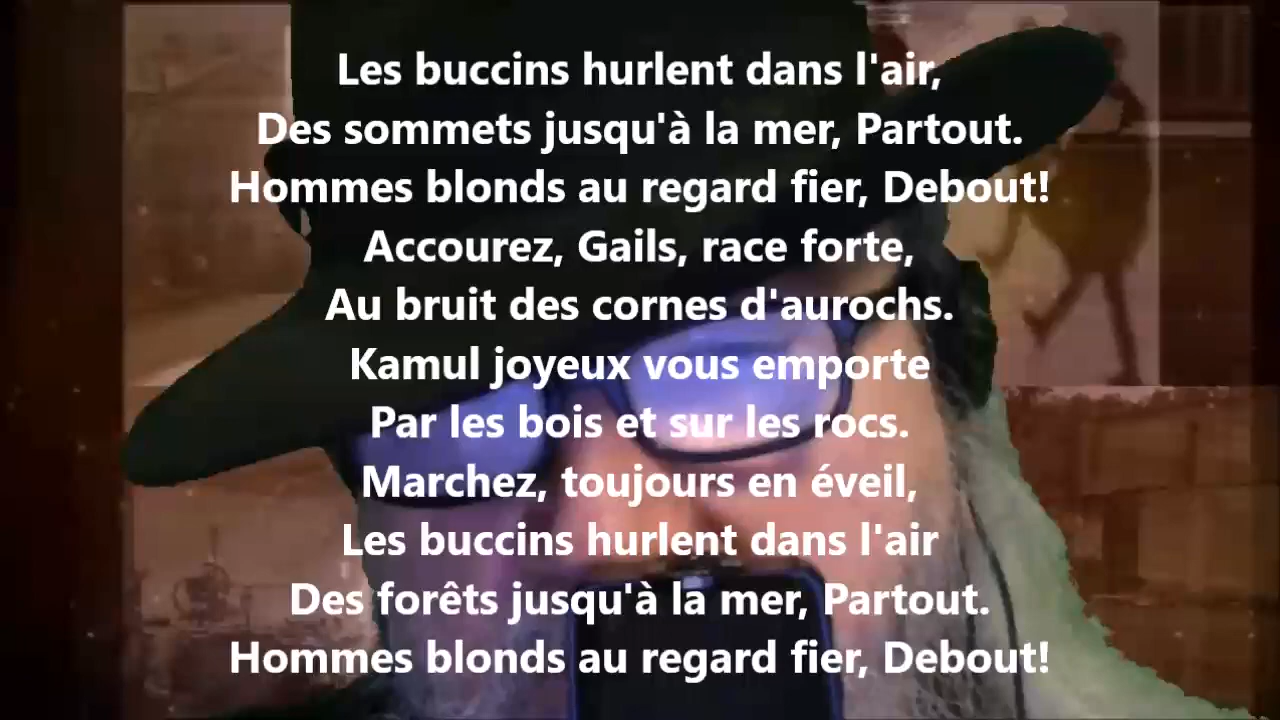 Les buccins hurlent dans l'air,
Des sommets jusqu'à la mer, Partout.
Hommes blonds au regard fier, Debout!
Accourez, Gails, race forte,
Au bruit des cornes d'aurochs.
Kamul joyeux vous emporte
Par les bois et sur les rocs.
Marchez, toujours en éveil,
Les buccins hurlent dans l'air
Des forêts jusqu'à la mer, Partout.
Hommes blonds au regard fier, Debout!